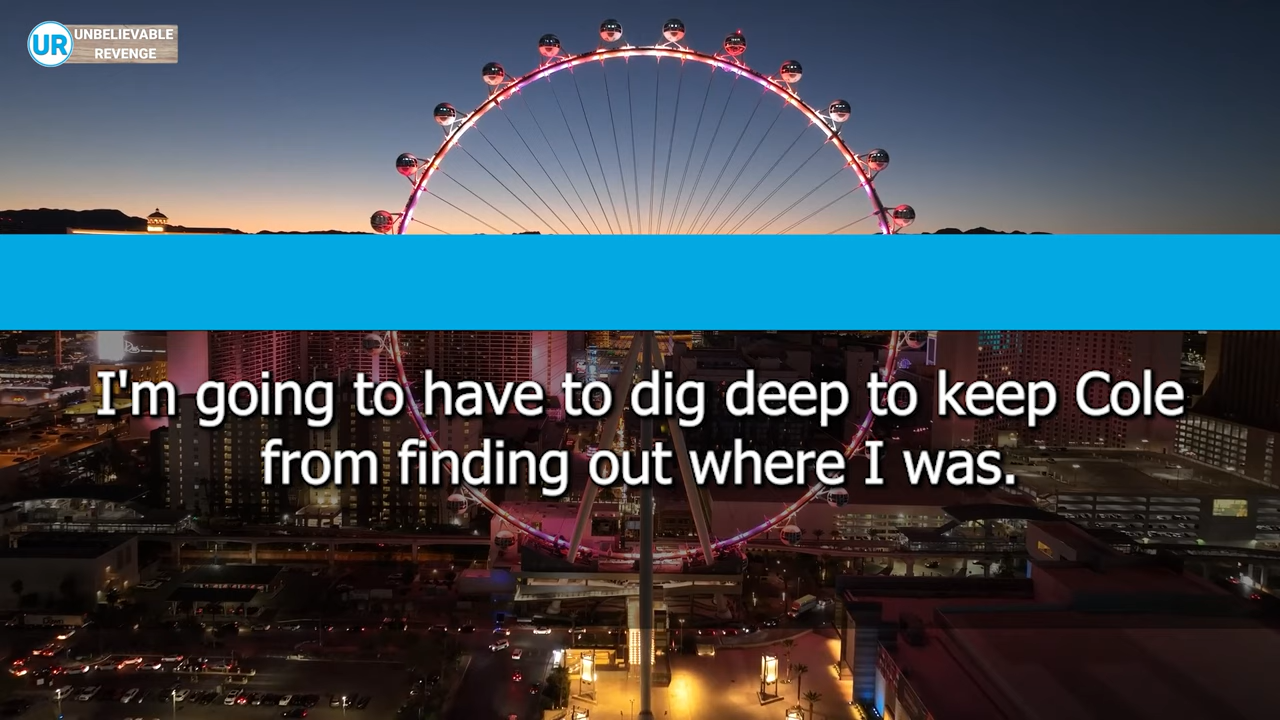 UR
UNBELIEVABLE
REVENGE
I'm going to have to dig deep to keep Cole
from finding out where I was.